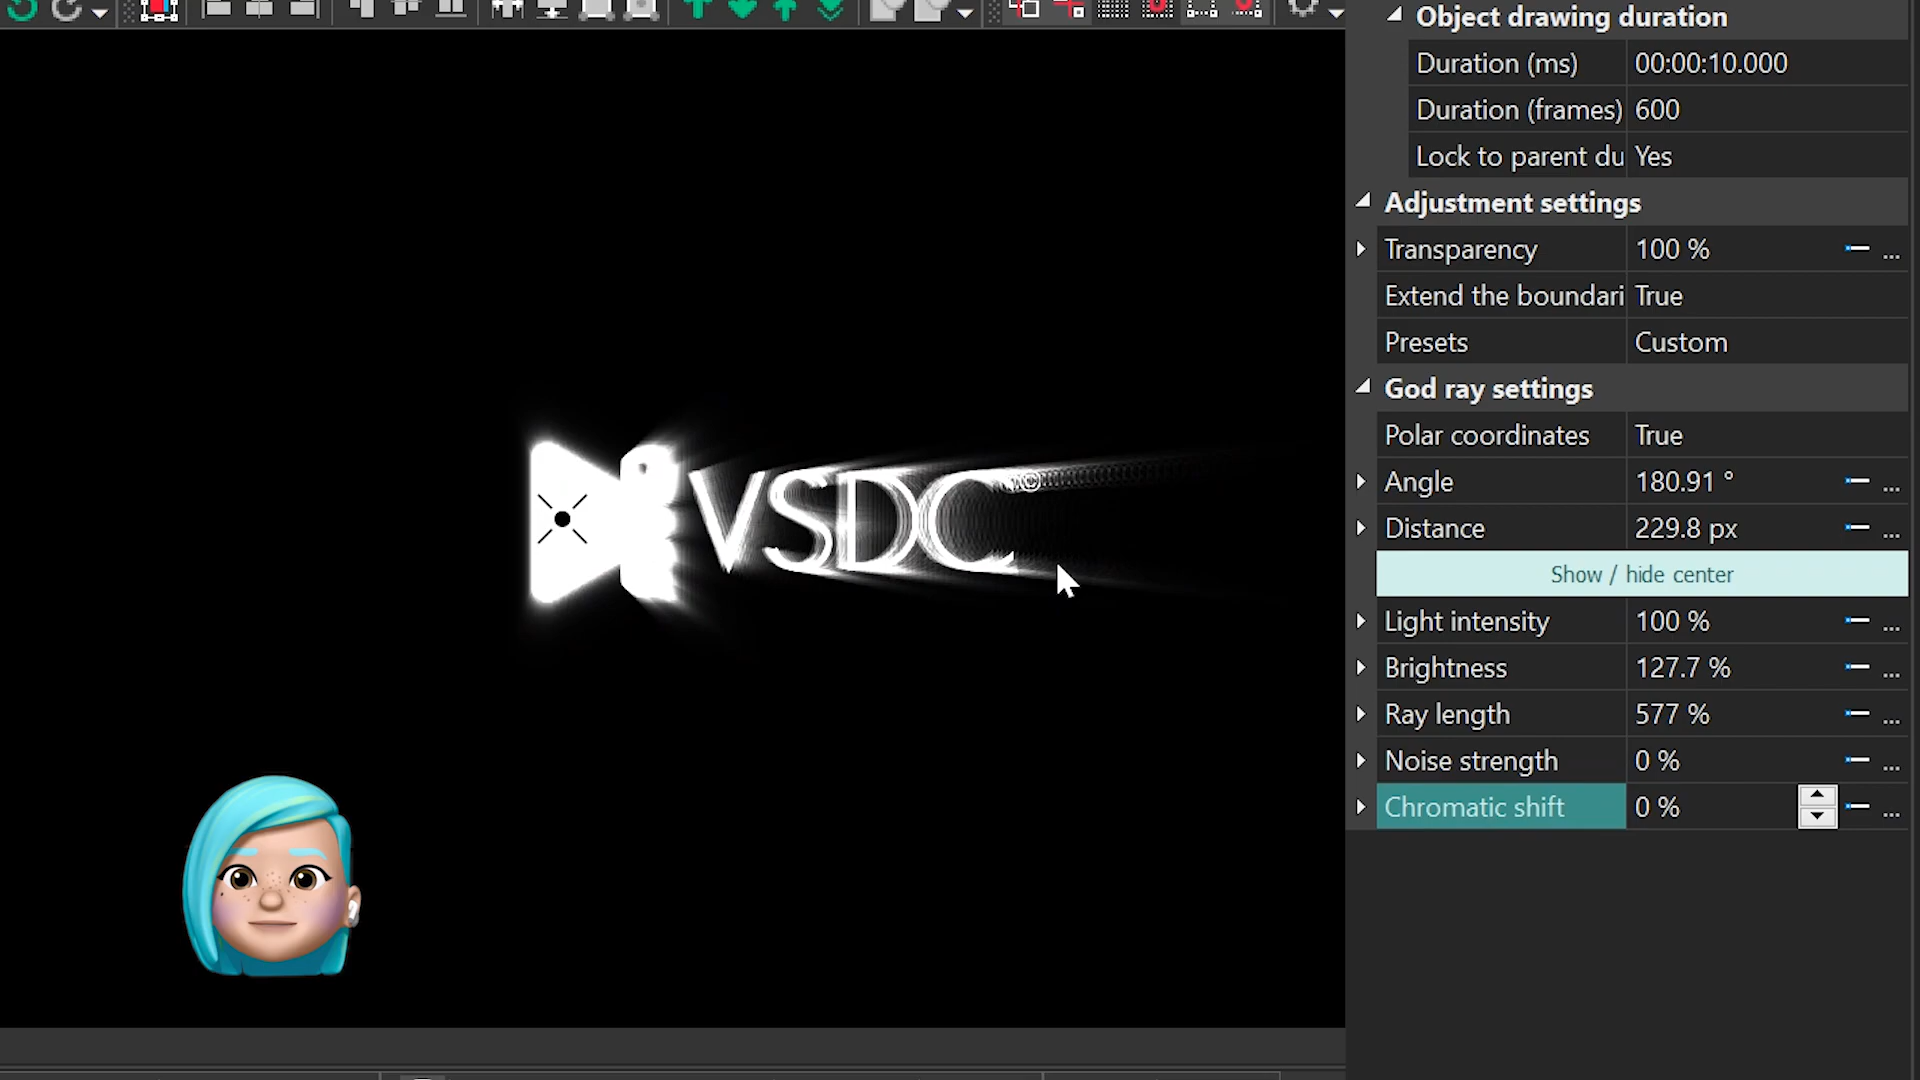 Object drawing duration
Duration (ms) 00:00:10.000
Duration (frames) 600
Lock to parent du Yes
Adjustment settings
Transparency 100 % ...
Extend the boundari True
Presets Custom
God ray settings
Polar coordinates True
Angle 180.91 ° ...
Distance 229.8 px ...
Show / hide center
Light intensity 100 % ...
Brightness 127.7 % ...
Ray length 577 % ...
Noise strength 0 % ...
Chromatic shift 0 % ...
VSDC